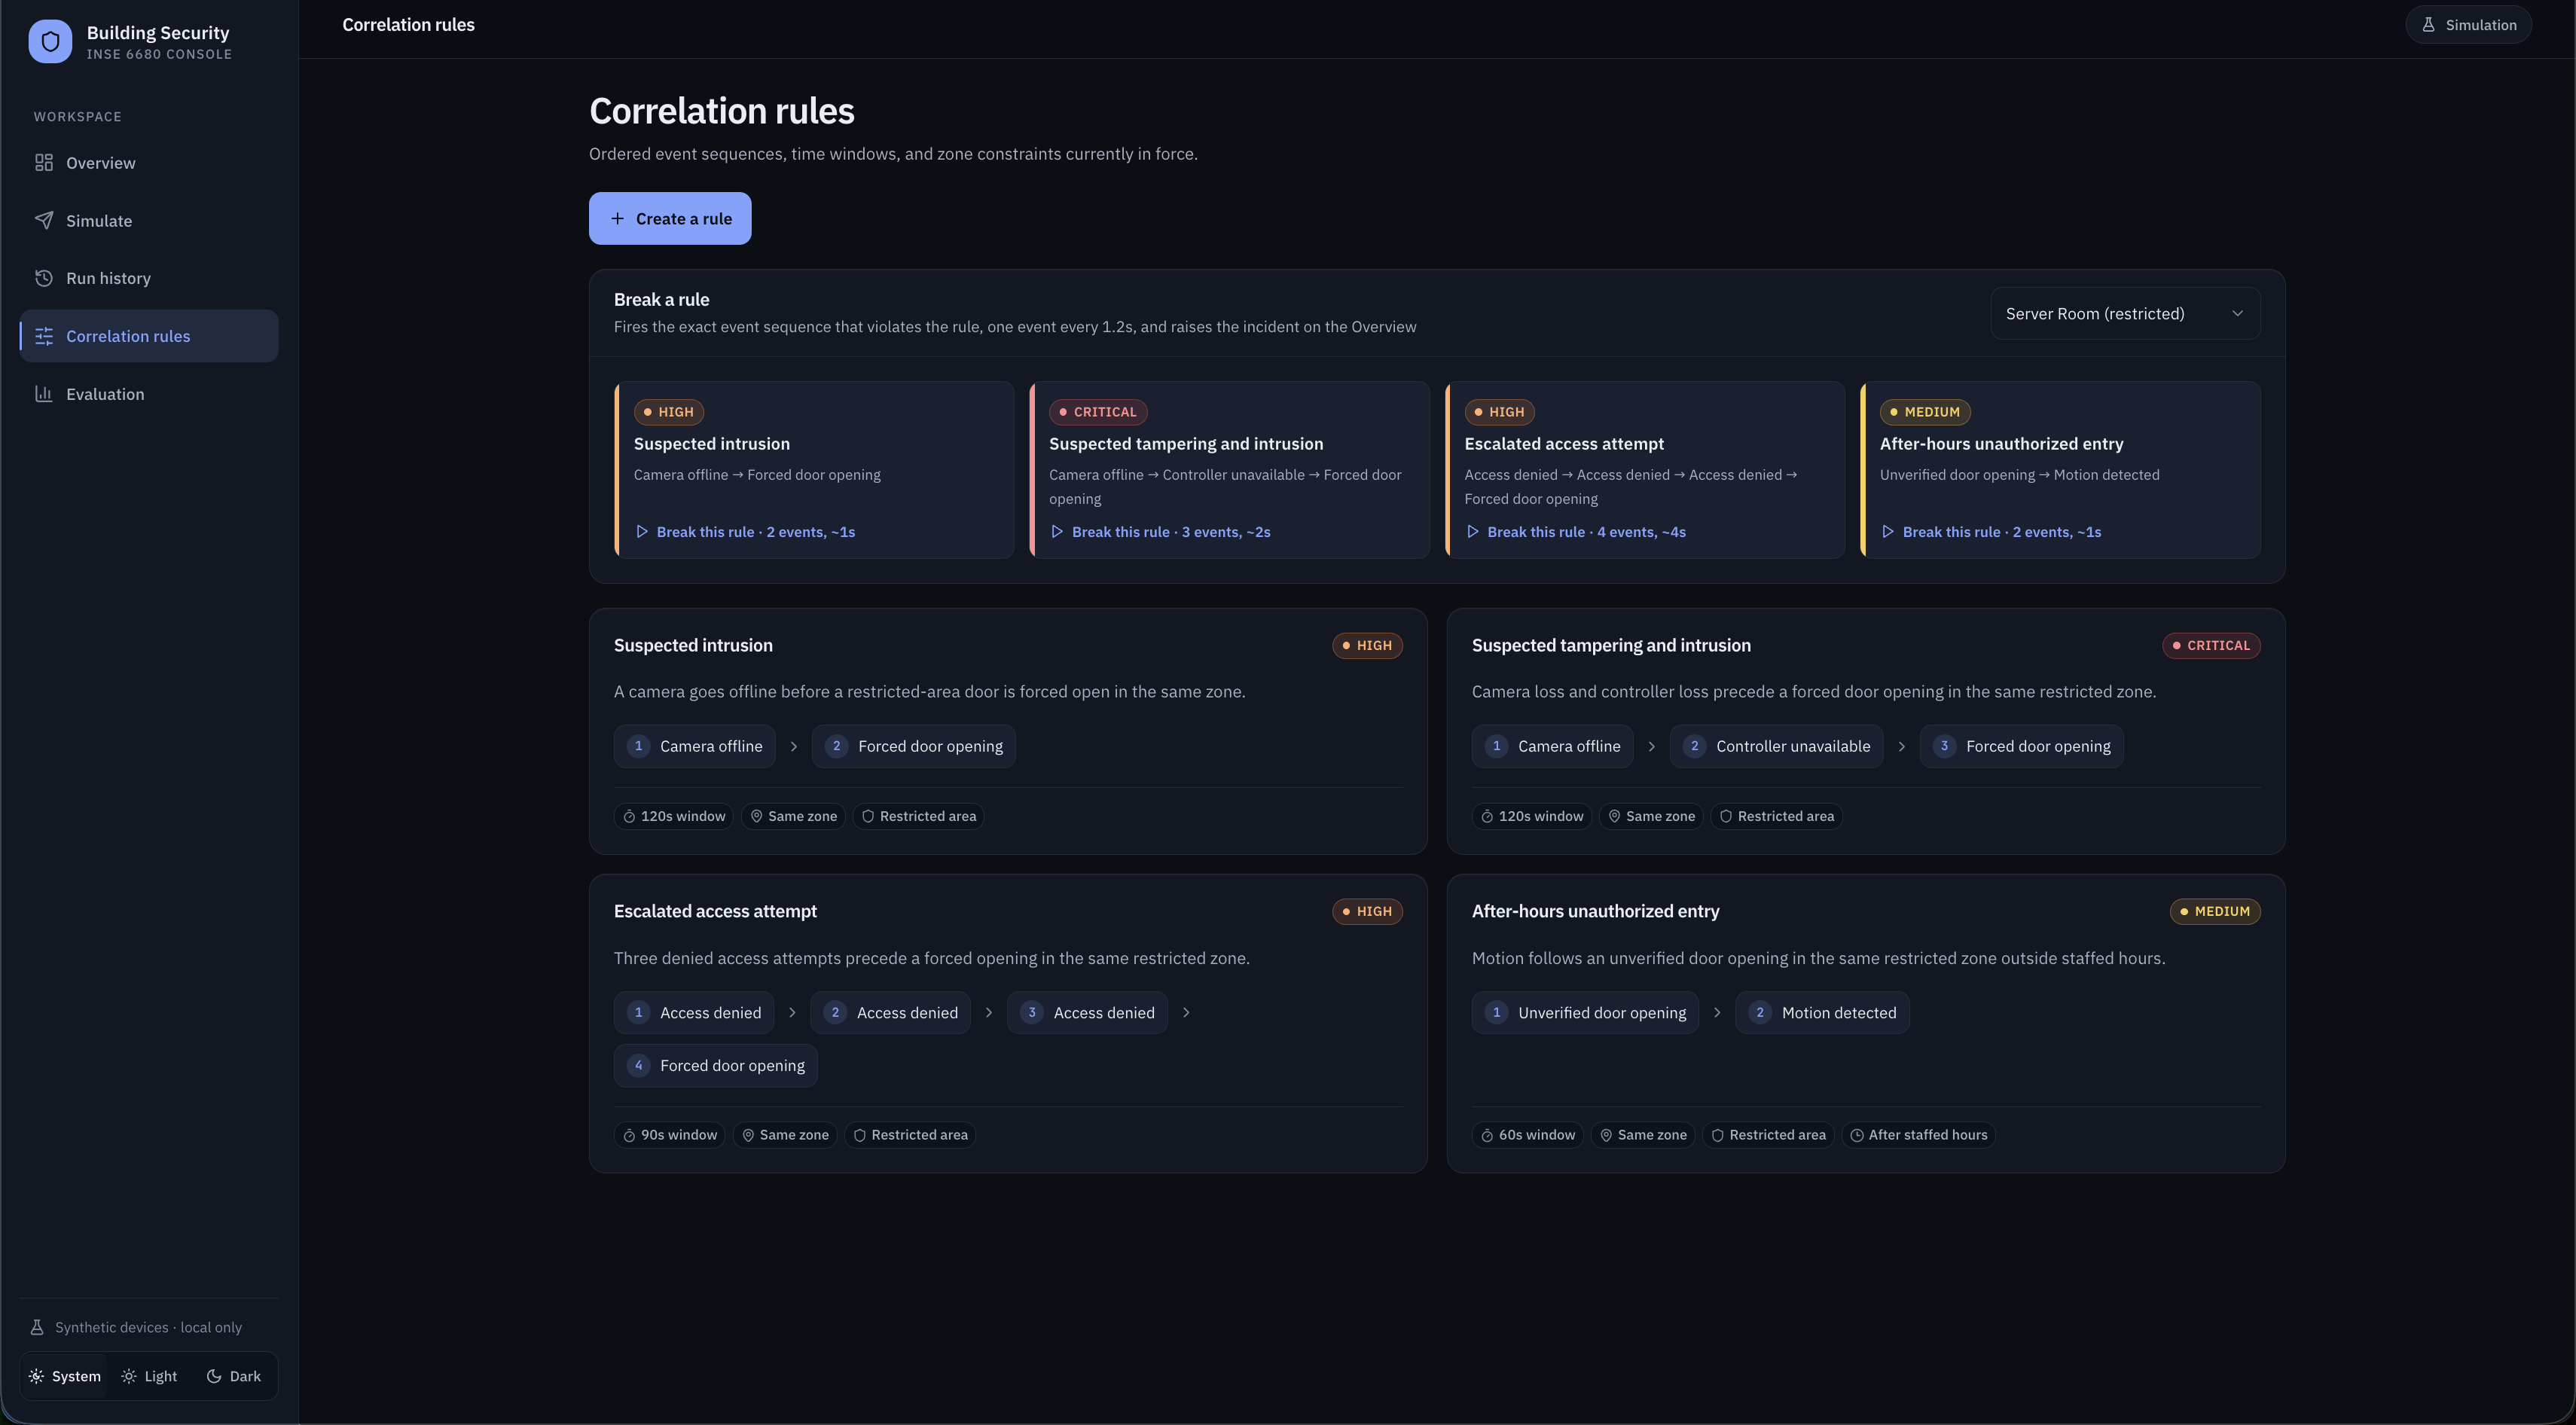 Building Security
INSE 6680 CONSOLE
WORKSPACE
Overview
Simulate
Run history
Correlation rules
Evaluation
Synthetic devices · local only
System
Light
Dark
Correlation rules
Simulation
Correlation rules
Ordered event sequences, time windows, and zone constraints currently in force.
Create a rule
Break a rule
Fires the exact event sequence that violates the rule, one event every 1.2s, and raises the incident on the Overview
Server Room (restricted)
HIGH
Suspected intrusion
Camera offline → Forced door opening
Break this rule · 2 events, ~1s
CRITICAL
Suspected tampering and intrusion
Camera offline → Controller unavailable → Forced door
opening
Break this rule · 3 events, ~2s
HIGH
Escalated access attempt
Access denied → Access denied → Access denied →
Forced door opening
Break this rule · 4 events, ~4s
MEDIUM
After-hours unauthorized entry
Unverified door opening → Motion detected
Break this rule · 2 events, ~1s
Suspected intrusion
HIGH
A camera goes offline before a restricted-area door is forced open in the same zone.
1 Camera offline > 2 Forced door opening
120s window Same zone Restricted area
Suspected tampering and intrusion
CRITICAL
Camera loss and controller loss precede a forced door opening in the same restricted zone.
1 Camera offline > 2 Controller unavailable > 3 Forced door opening
120s window Same zone Restricted area
Escalated access attempt
HIGH
Three denied access attempts precede a forced opening in the same restricted zone.
1 Access denied > 2 Access denied > 3 Access denied >
4 Forced door opening
90s window Same zone Restricted area
After-hours unauthorized entry
MEDIUM
Motion follows an unverified door opening in the same restricted zone outside staffed hours.
1 Unverified door opening > 2 Motion detected
60s window Same zone Restricted area After staffed hours